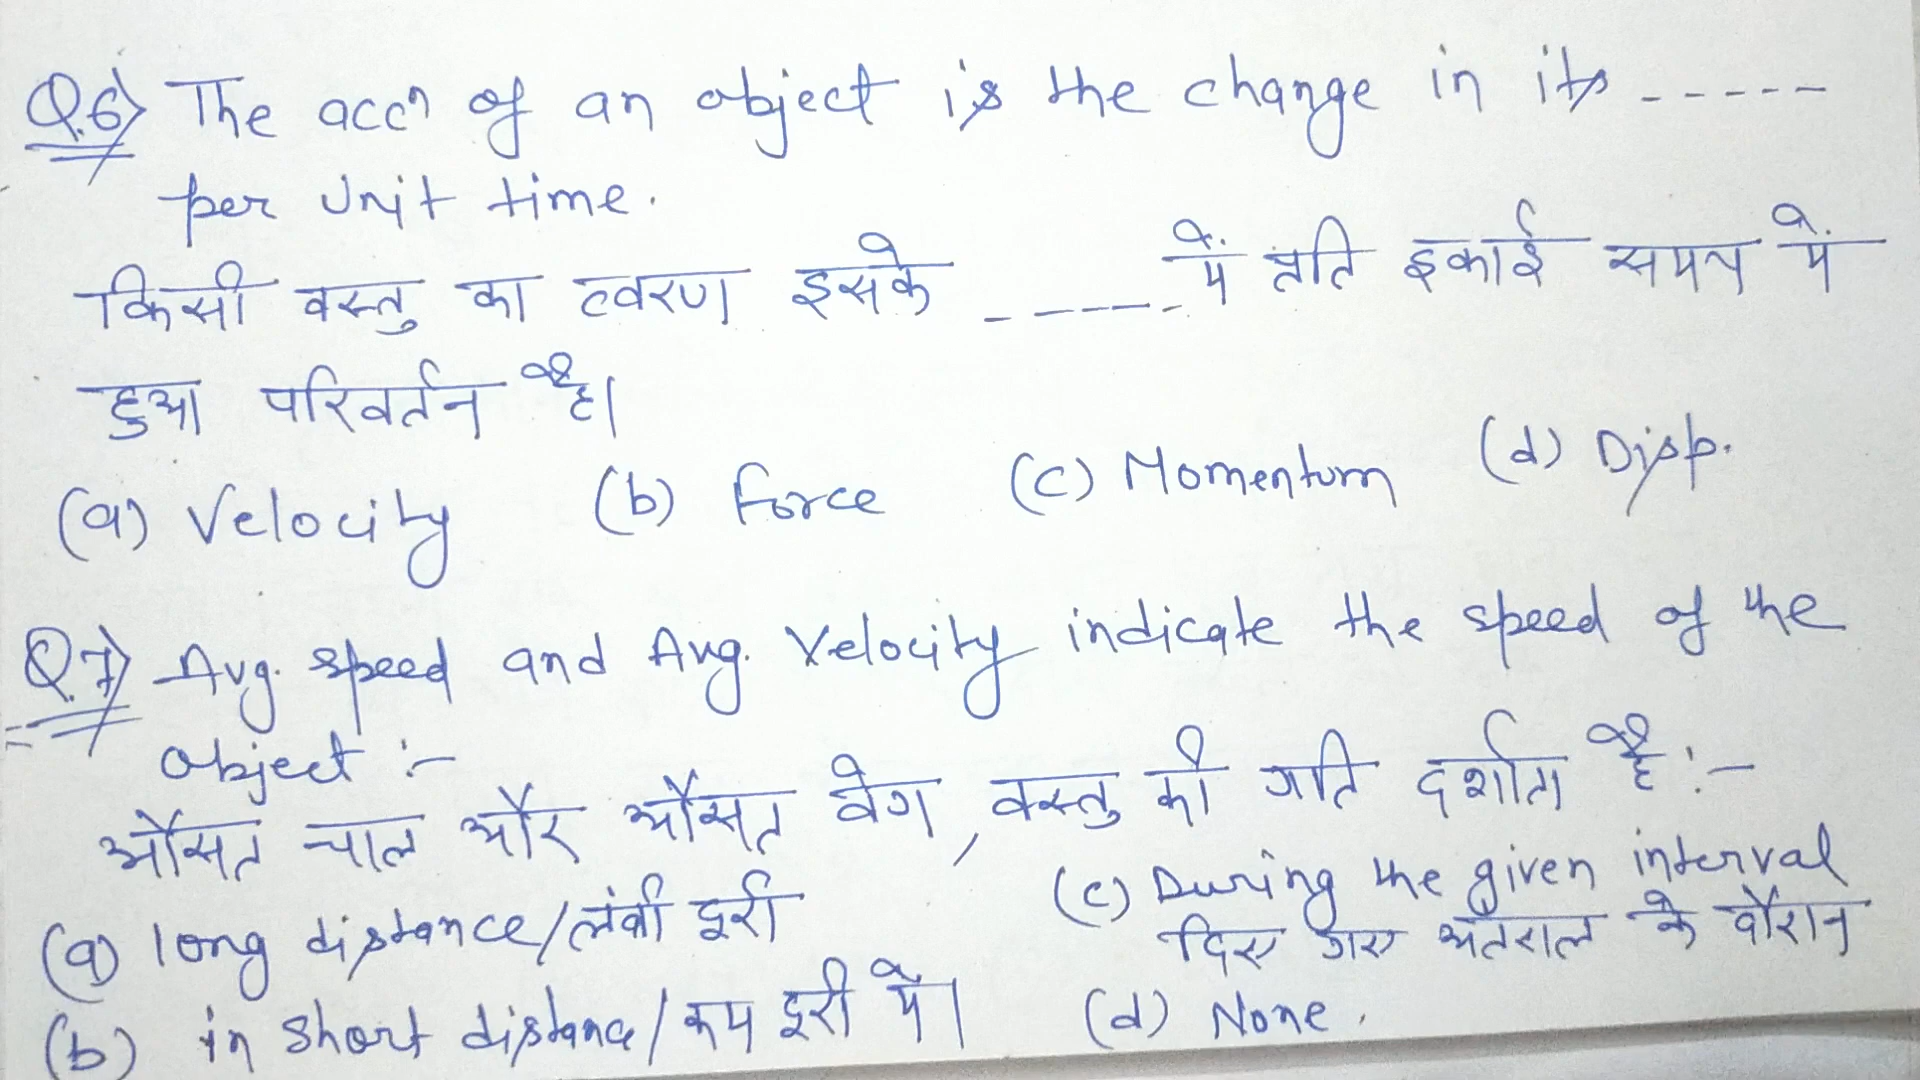 Q.6) The accn of an object is the change in its -----
per unit time.
किसी वस्तु का त्वरण इसके ------ में प्रति इकाई समय में
हुआ परिवर्तन है।
(a) Velocity (b) Force (c) Momentum (d) Disp.
Q.7) Avg. speed and Avg. Velocity indicate the speed of the
object :-
औसत चाल और औसत वेग, वस्तु की गति दर्शाता है :-
(a) long distance/लंबी दूरी
(b) in short distance/कम दूरी में।
(c) During the given interval
दिए गए अंतराल के दौरान
(d) None.